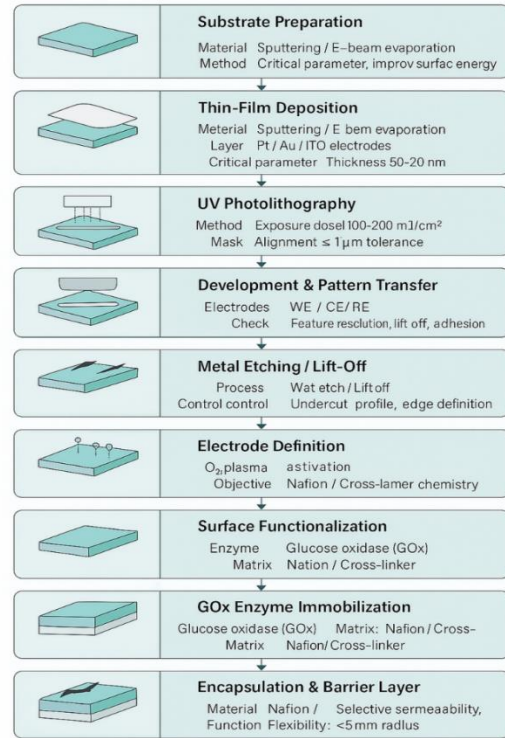 Substrate Preparation
Material Sputtering / E-beam evaporation
Method Critical parameter, improv surfac energy
Thin-Film Deposition
Meterial Sputtering / E bem evaporation
Layer Pt / Au / ITO electrodes
Critical parameter Thickness 50-20 nm
UV Photolithography
Method Exposure dosel 100-200 mJ/cm²
Mask Alignment ≤ 1 µm tolerance
Development & Pattern Transfer
Electrodes WE / CE/ RE
Check Feature resclution, lift off, adhesion
Metal Etching / Lift-Off
Process Wat etch / Lift off
Control control Undercut profile, edge definition
Electrode Definition
O₂, plasma astivation
Objective Nafion / Cross-lamer chemistry
Surface Functionalization
Enzyme Glucose oxidase (GOx)
Matrix Nation / Cross-linker
GOx Enzyme Immobilization
Glucose oxidase (GOx) Matrix: Nafion / Cross-
Matrix Nafion/ Cross-linker
Encapsulation & Barrier Layer
Material Nafion / Selective sermeaability,
Function Flexibility: <5 mm radlus